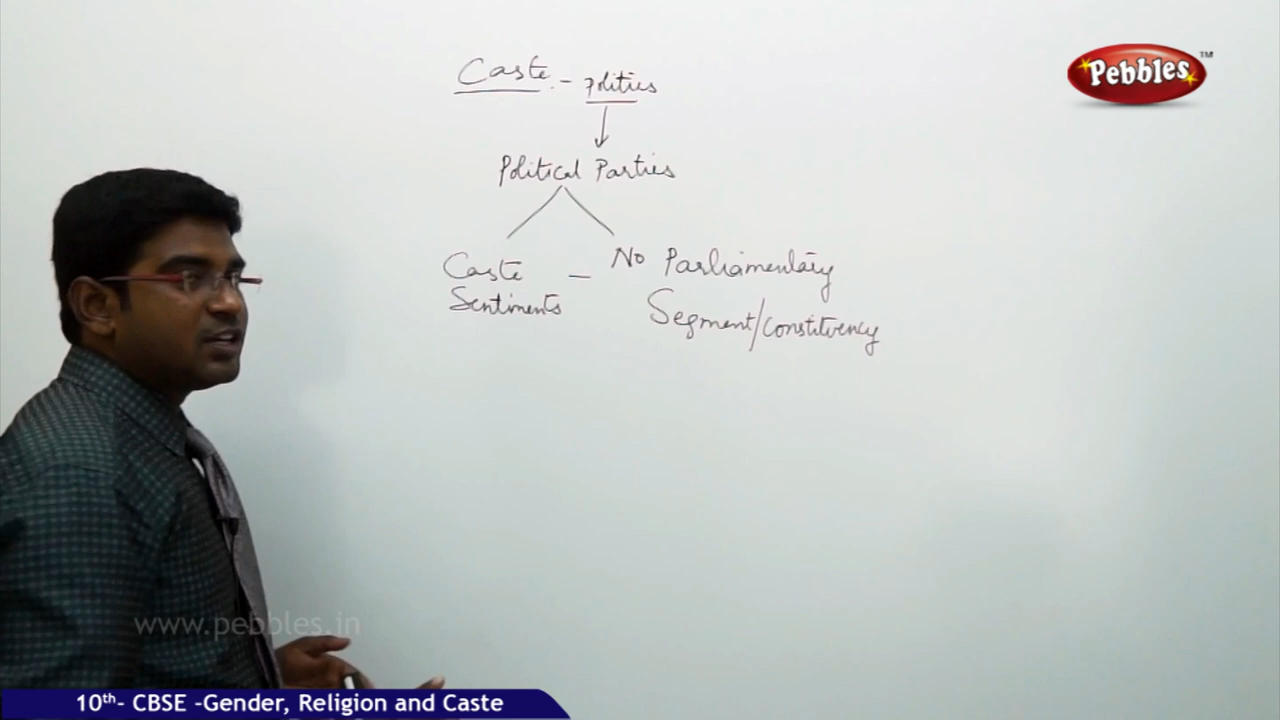 Caste - Politics
Political Parties
Caste - No Parliamentary
Sentiments Segment/constituency
Pebbles™
www.pebbles.in
10th- CBSE -Gender, Religion and Caste